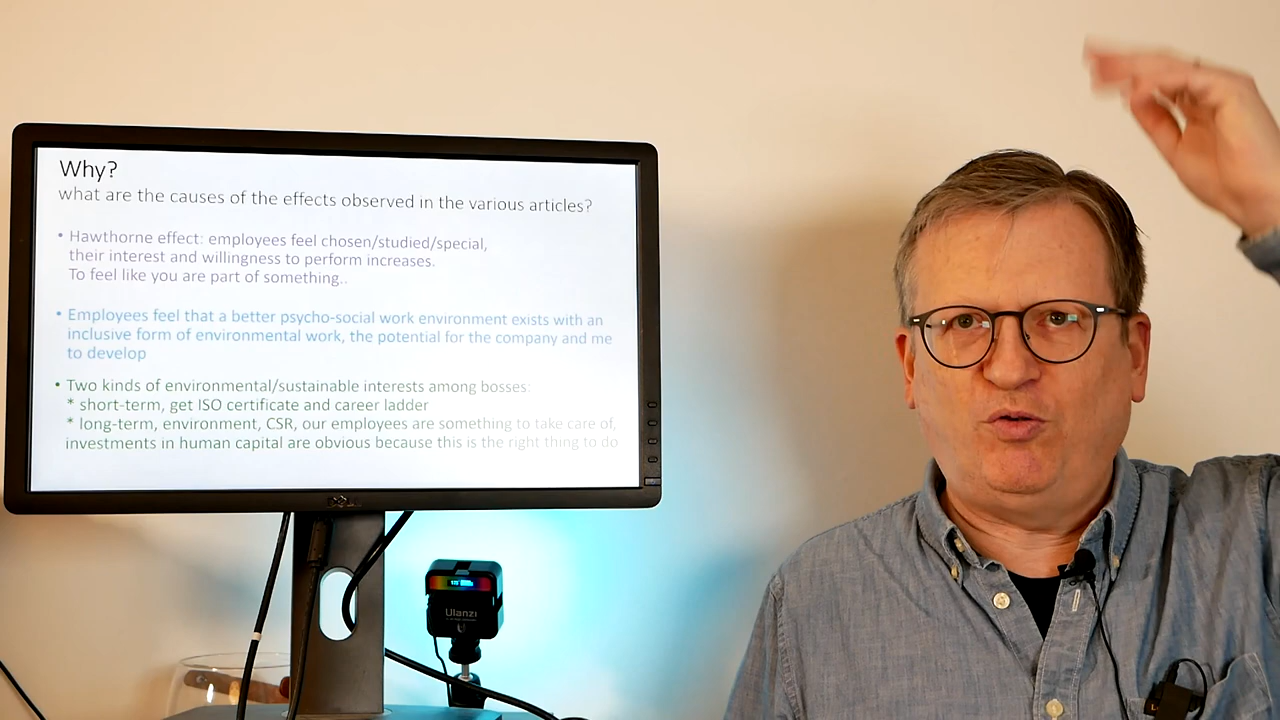 Why?
what are the causes of the effects observed in the various articles?
• Hawthorne effect: employees feel chosen/studied/special,
their interest and willingness to perform increases.
To feel like you are part of something..
• Employees feel that a better psycho-social work environment exists with an
inclusive form of environmental work, the potential for the company and me
to develop
• Two kinds of environmental/sustainable interests among bosses:
* short-term, get ISO certificate and career ladder
* long-term, environment, CSR, our employees are something to take care of,
investments in human capital are obvious because this is the right thing to do
DELL
Ulanzi